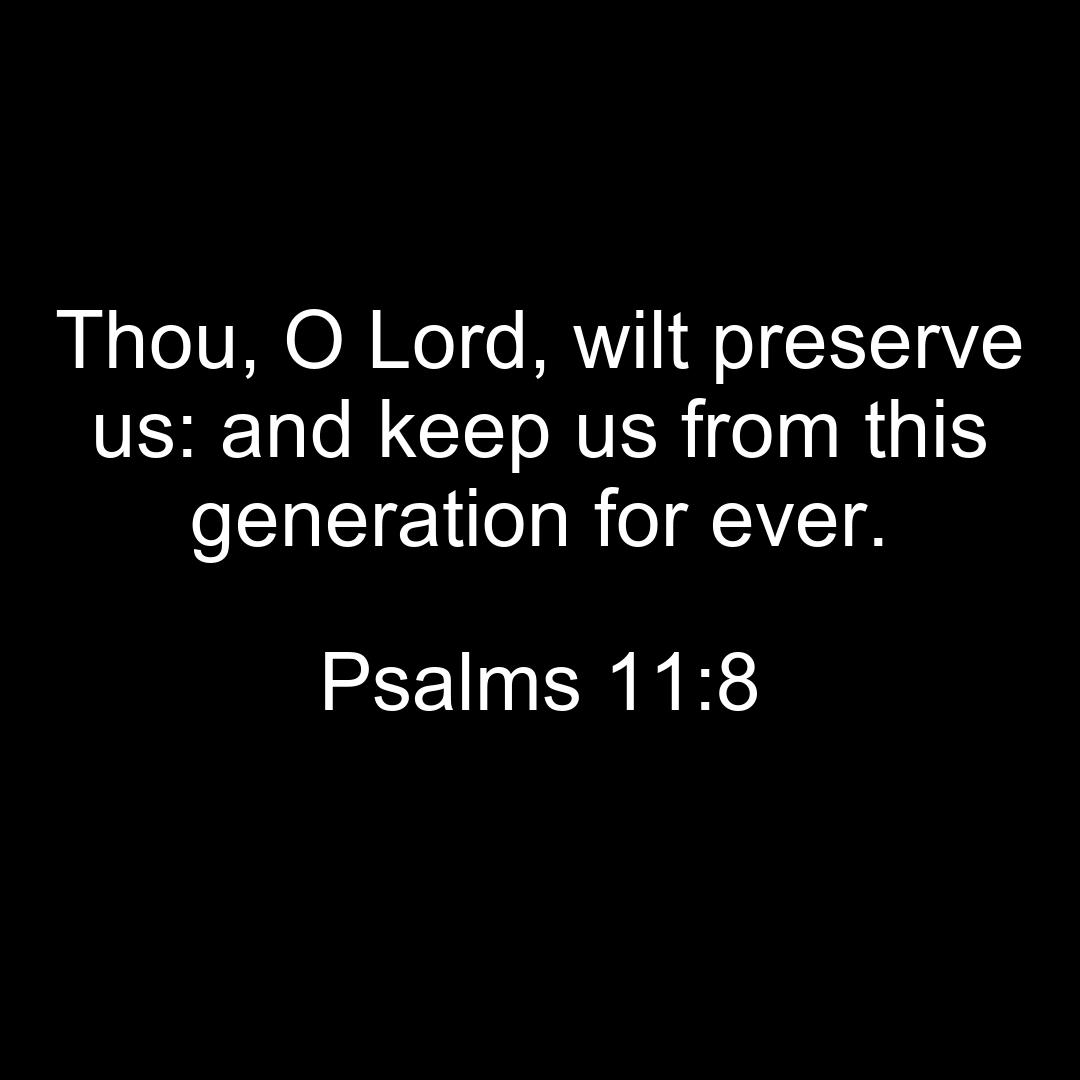 Thou, O Lord, wilt preserve
us: and keep us from this
generation for ever.
Psalms 11:8